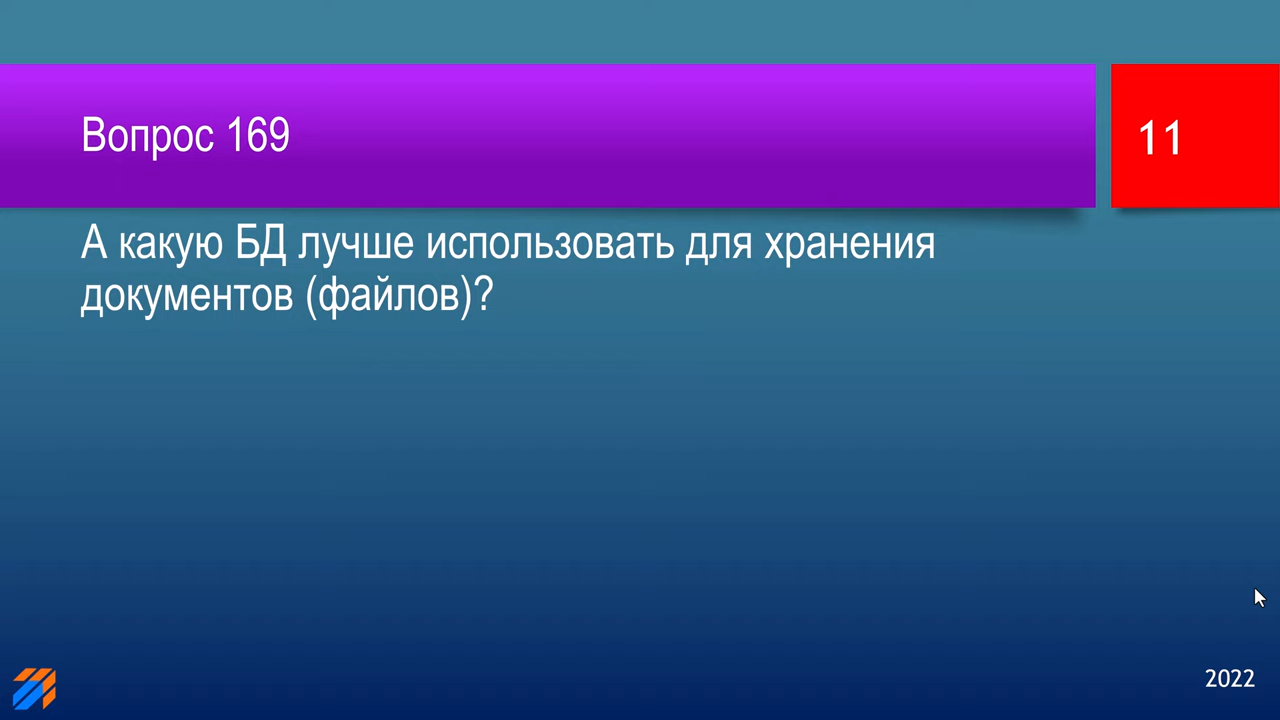 Вопрос 169
11
А какую БД лучше использовать для хранения
документов (файлов)?
2022